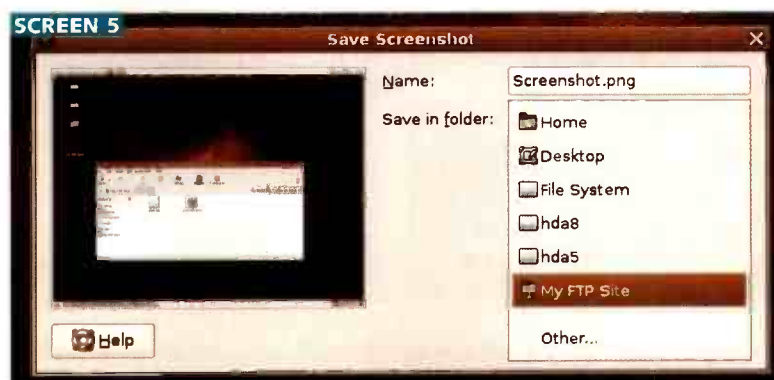 SCREEN 5
Save Screenshot
Name:
Screenshot.png
Save in folder:
Home
Desktop
File System
hda8
hda5
My FTP Site
Other...
Help